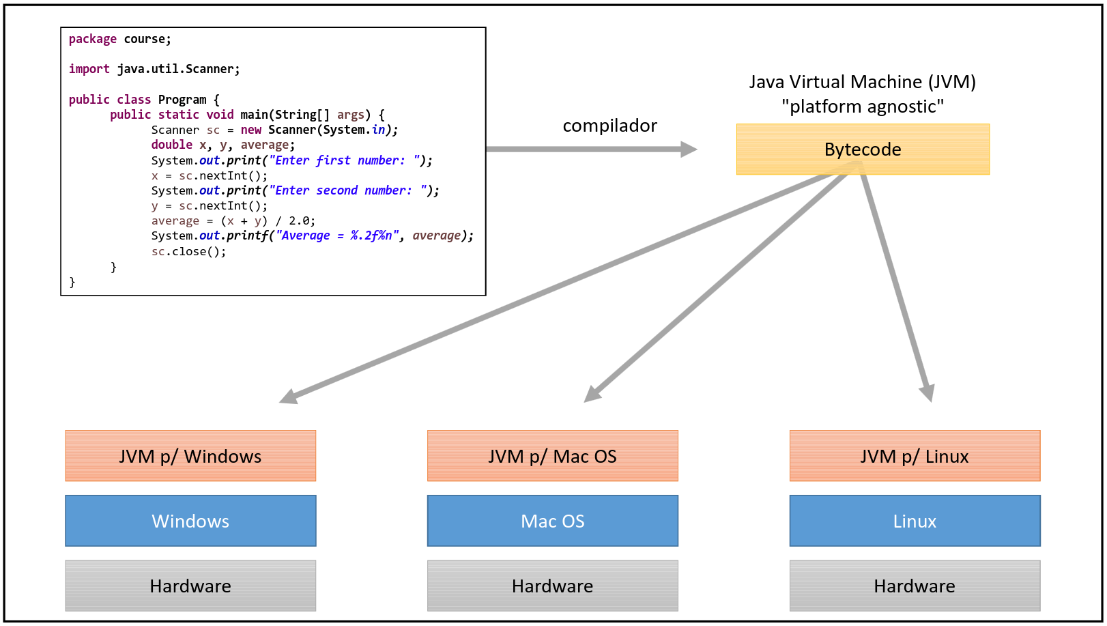 package course;
import java.util.Scanner;
public class Program {
public static void main(String[] args) {
Scanner sc = new Scanner(System.in);
double x, y, average;
System.out.print("Enter first number: ");
x = sc.nextInt();
System.out.print("Enter second number: ");
y = sc.nextInt();
average = (x + y) / 2.0;
System.out.printf("Average = %.2f%n", average);
sc.close();
}
}
compilador
Java Virtual Machine (JVM)
"platform agnostic"
Bytecode
JVM p/ Windows
JVM p/ Mac OS
JVM p/ Linux
Windows
Mac OS
Linux
Hardware
Hardware
Hardware